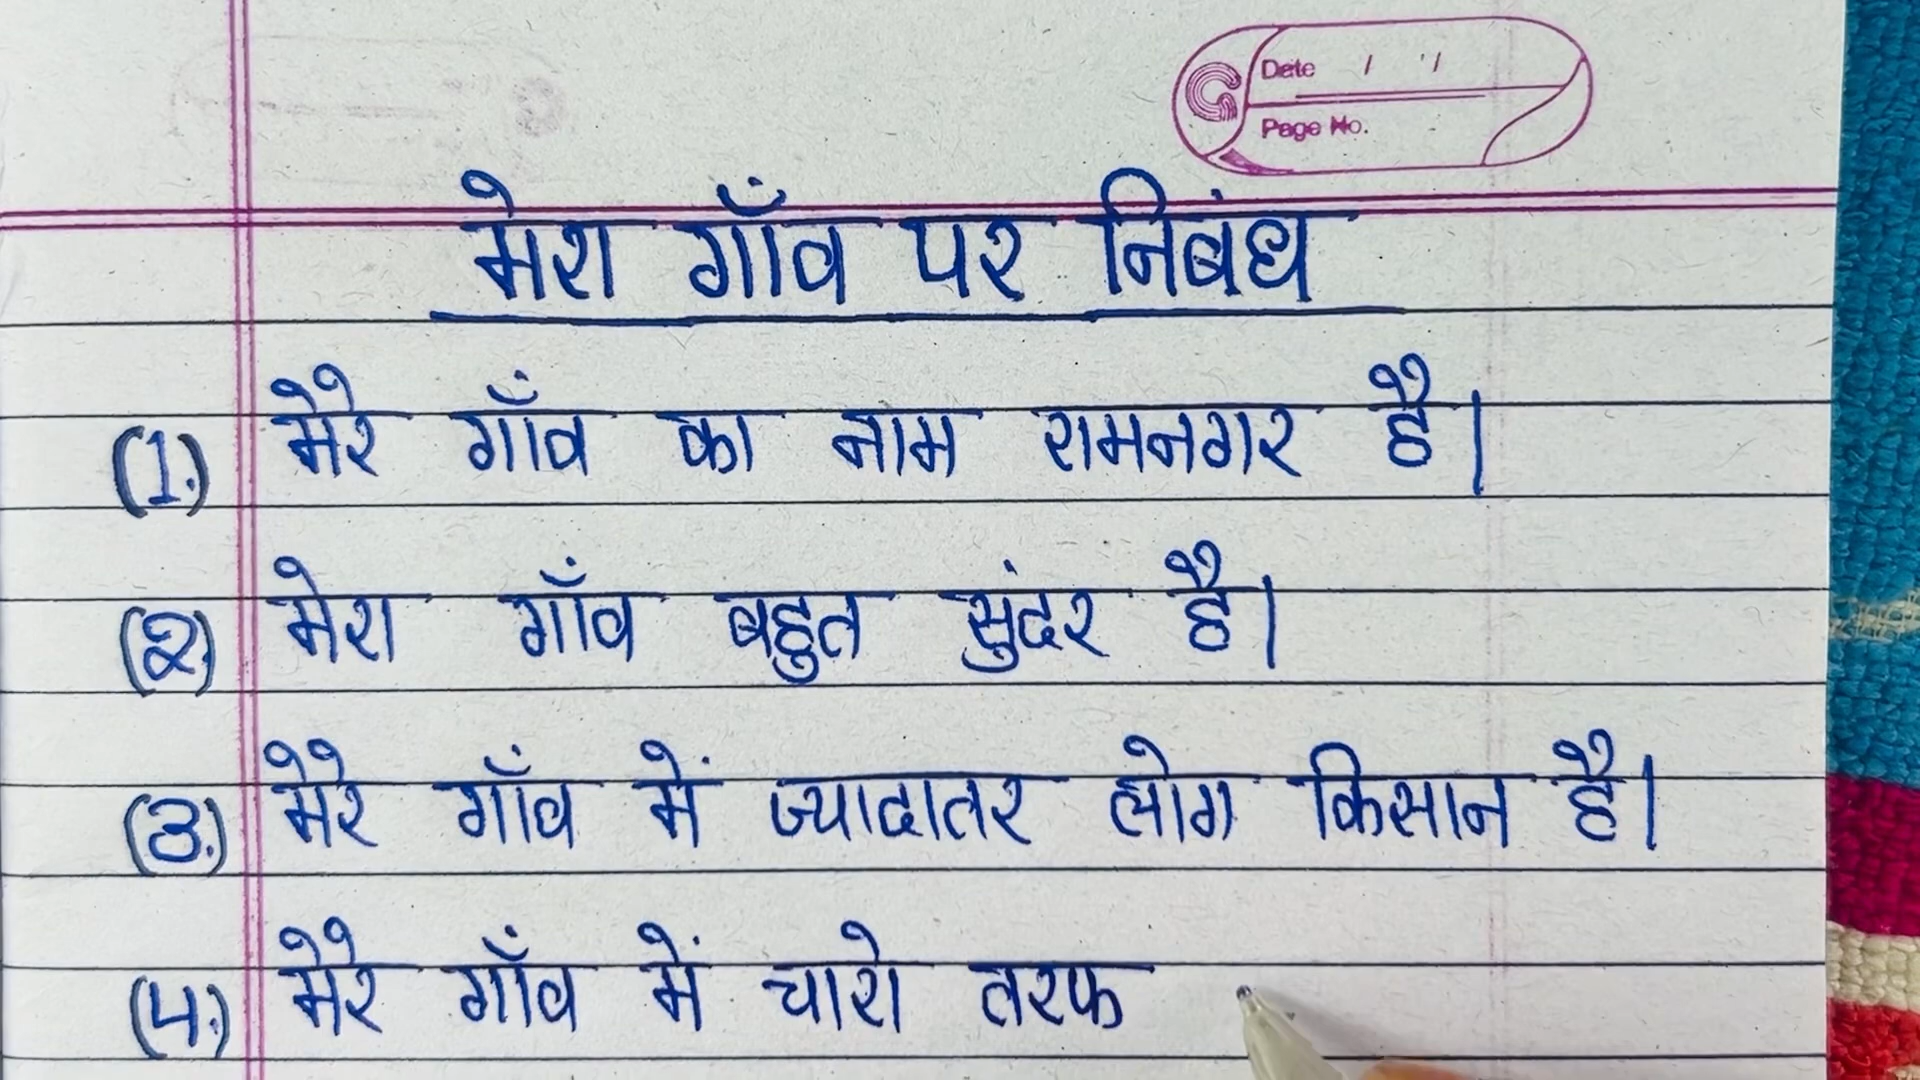 Date / /
Page No.
मेरा गाँव पर निबंध
(1.) मेरे गाँव का नाम रामनगर है।
(2.) मेरा गाँव बहुत सुंदर है।
(3.) मेरे गाँव में ज्यादातर लोग किसान है।
(4.) मेरे गाँव में चारो तरफ